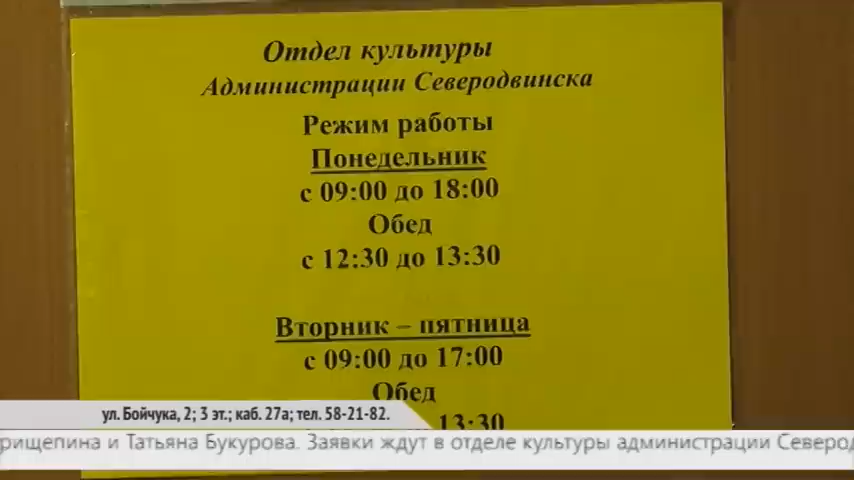 Отдел культуры
Администрации Северодвинска
Режим работы
Понедельник
с 09:00 до 18:00
Обед
с 12:30 до 13:30
Вторник – пятница
с 09:00 до 17:00
Обед
13:30
ул. Бойчука, 2; 3 эт.; каб. 27а; тел. 58-21-82.
рищепина и Татьяна Букурова. Заявки ждут в отделе культуры администрации Северод